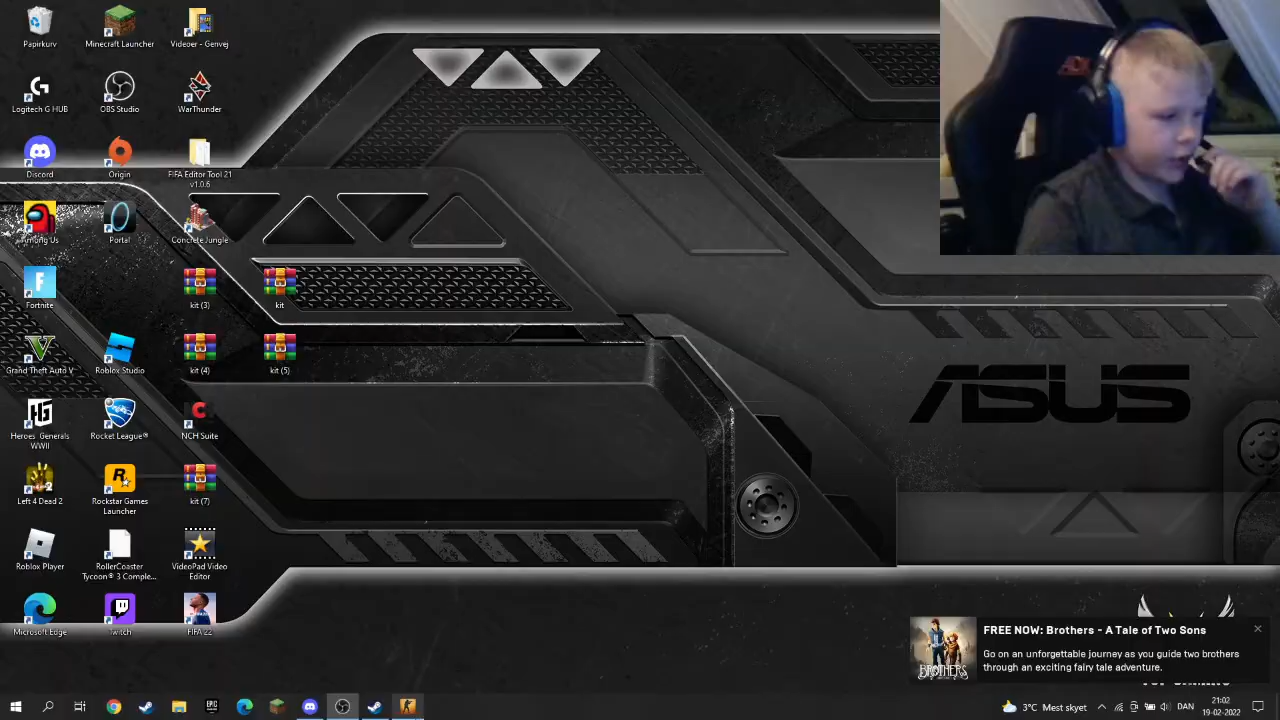 Papirkurv
Minecraft Launcher
Videoer - Genvej
Logitech G HUB
OBS Studio
WarThunder
Discord
Origin
FIFA Editor Tool 21
v1.0.6
Among Us
Portal
Concrete Jungle
Fortnite
kit (3)
kit
Grand Theft Auto V
Roblox Studio
kit (4)
kit (5)
Heroes Generals
WWII
Rocket League®
NCH Suite
Left 4 Dead 2
Rockstar Games
Launcher
kit (7)
Roblox Player
RollerCoaster
Tycoon® 3 Comple...
VideoPad Video
Editor
Microsoft Edge
Twitch
FIFA 22
ASUS
BROTHERS
FREE NOW: Brothers - A Tale of Two Sons
Go on an unforgettable journey as you guide two brothers
through an exciting fairy tale adventure.
EPIC
3°C Mest skyet
DAN
21:02
19-02-2022